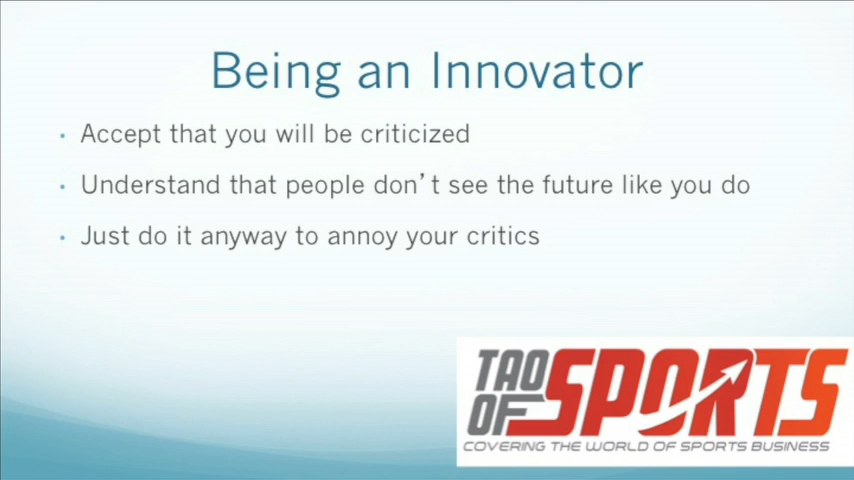 Being an Innovator
• Accept that you will be criticized
• Understand that people don’t see the future like you do
• Just do it anyway to annoy your critics
TAO
OF
SPORTS
COVERING THE WORLD OF SPORTS BUSINESS